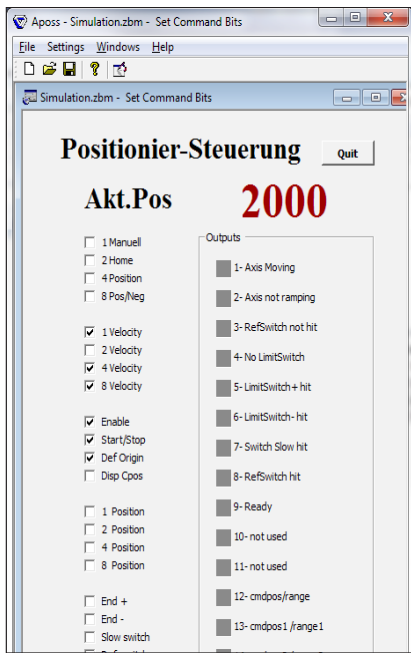 Aposs - Simulation.zbm - Set Command Bits
File Settings Windows Help
Simulation.zbm - Set Command Bits
Positionier-Steuerung
Quit
Akt.Pos
2000
1 Manuell
2 Home
4 Position
8 Pos/Neg
1 Velocity
2 Velocity
4 Velocity
8 Velocity
Enable
Start/Stop
Def Origin
Disp Cpos
1 Position
2 Position
4 Position
8 Position
End +
End -
Slow switch
Outputs
1- Axis Moving
2- Axis not ramping
3- RefSwitch not hit
4- No LimitSwitch
5- LimitSwitch+ hit
6- LimitSwitch- hit
7- Switch Slow hit
8- RefSwitch hit
9- Ready
10- not used
11- not used
12- cmdpos/range
13- cmdpos1 /range1